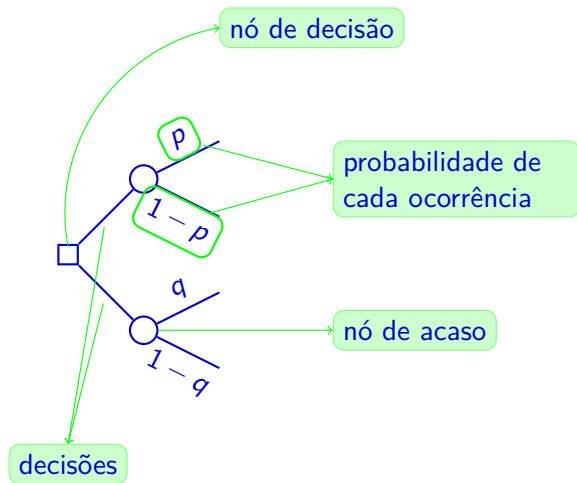 nó de decisão
p
probabilidade de
cada ocorrência
1 − p
q
nó de acaso
1 − q
decisões